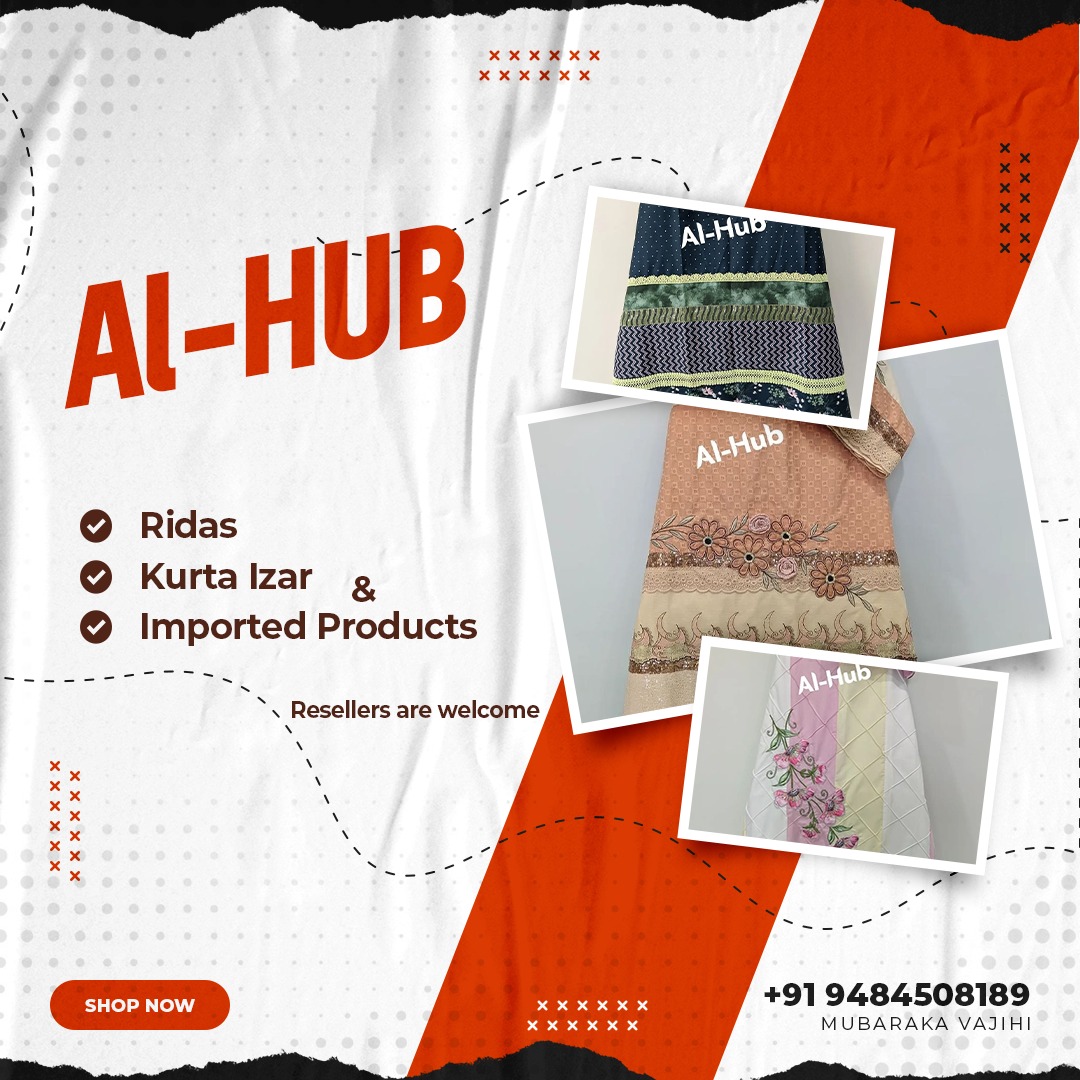 Al-HUB
Al-Hub
Al-Hub
Ridas
Kurta Izar &
Imported Products
Resellers are welcome
Al-Hub
SHOP NOW
+91 9484508189
MUBARAKA VAJIHI